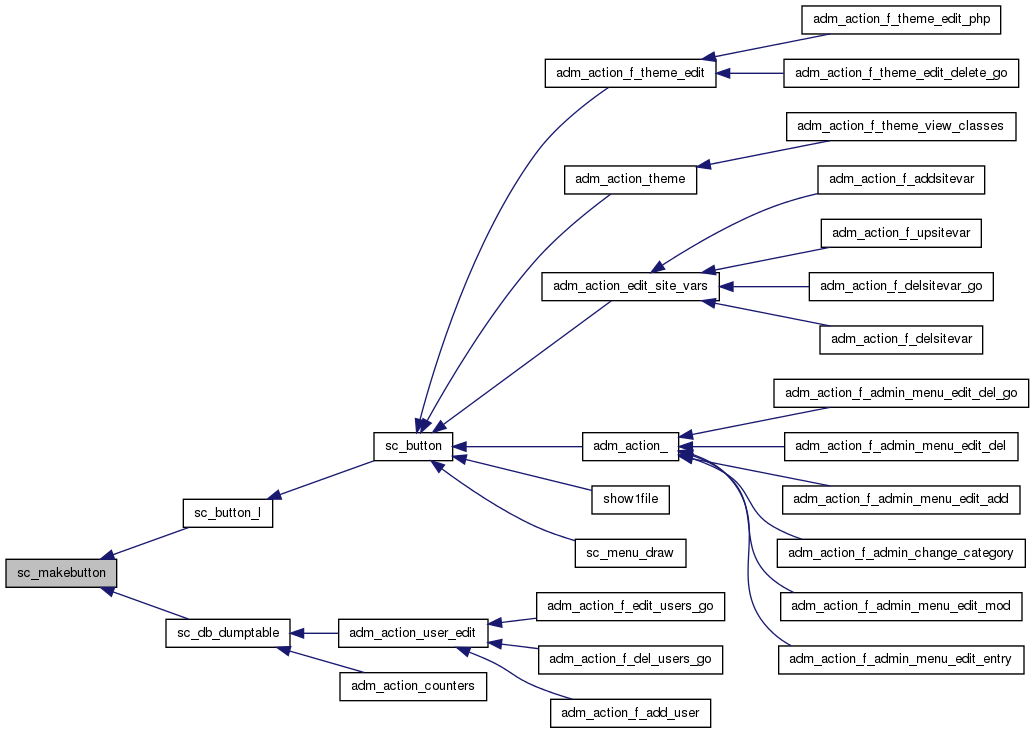 adm_action_f_theme_edit_php
adm_action_f_theme_edit
adm_action_f_theme_edit_delete_go
adm_action_f_theme_view_classes
adm_action_theme
adm_action_f_addsitevar
adm_action_f_upsitevar
adm_action_edit_site_vars
adm_action_f_delsitevar_go
adm_action_f_delsitevar
adm_action_f_admin_menu_edit_del_go
sc_button
adm_action_
adm_action_f_admin_menu_edit_del
show1file
adm_action_f_admin_menu_edit_add
sc_button_l
sc_menu_draw
adm_action_f_admin_change_category
sc_makebutton
adm_action_f_edit_users_go
adm_action_f_admin_menu_edit_mod
sc_db_dumptable
adm_action_user_edit
adm_action_f_del_users_go
adm_action_f_admin_menu_edit_entry
adm_action_counters
adm_action_f_add_user